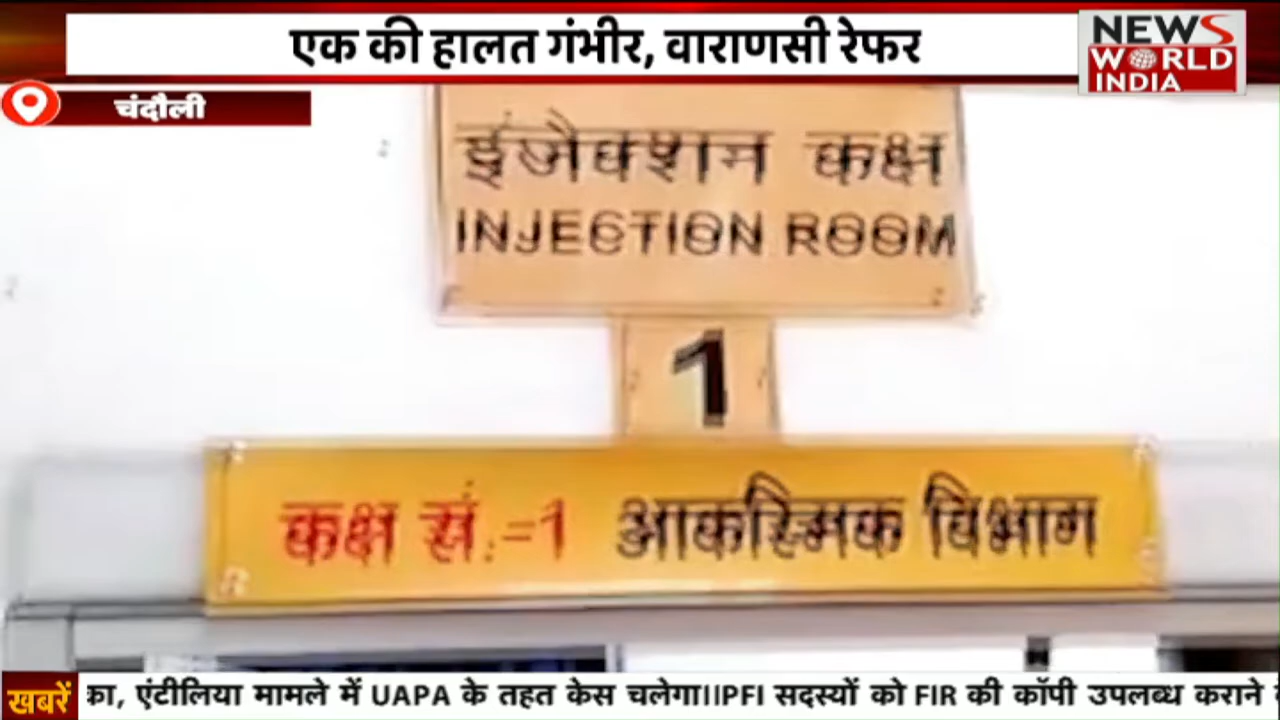 एक की हालत गंभीर, वाराणसी रेफर
NEWS
WORLD
INDIA
चंदौली
इंजैक्शन कक्ष
INJECTION ROOM
1
कक्ष सं.:-1 आकस्मिक विभाग
खबरें का, एंटीलिया मामले में UAPA के तहत केस चलेगा||PFI सदस्यों को FIR की कॉपी उपलब्ध कराने